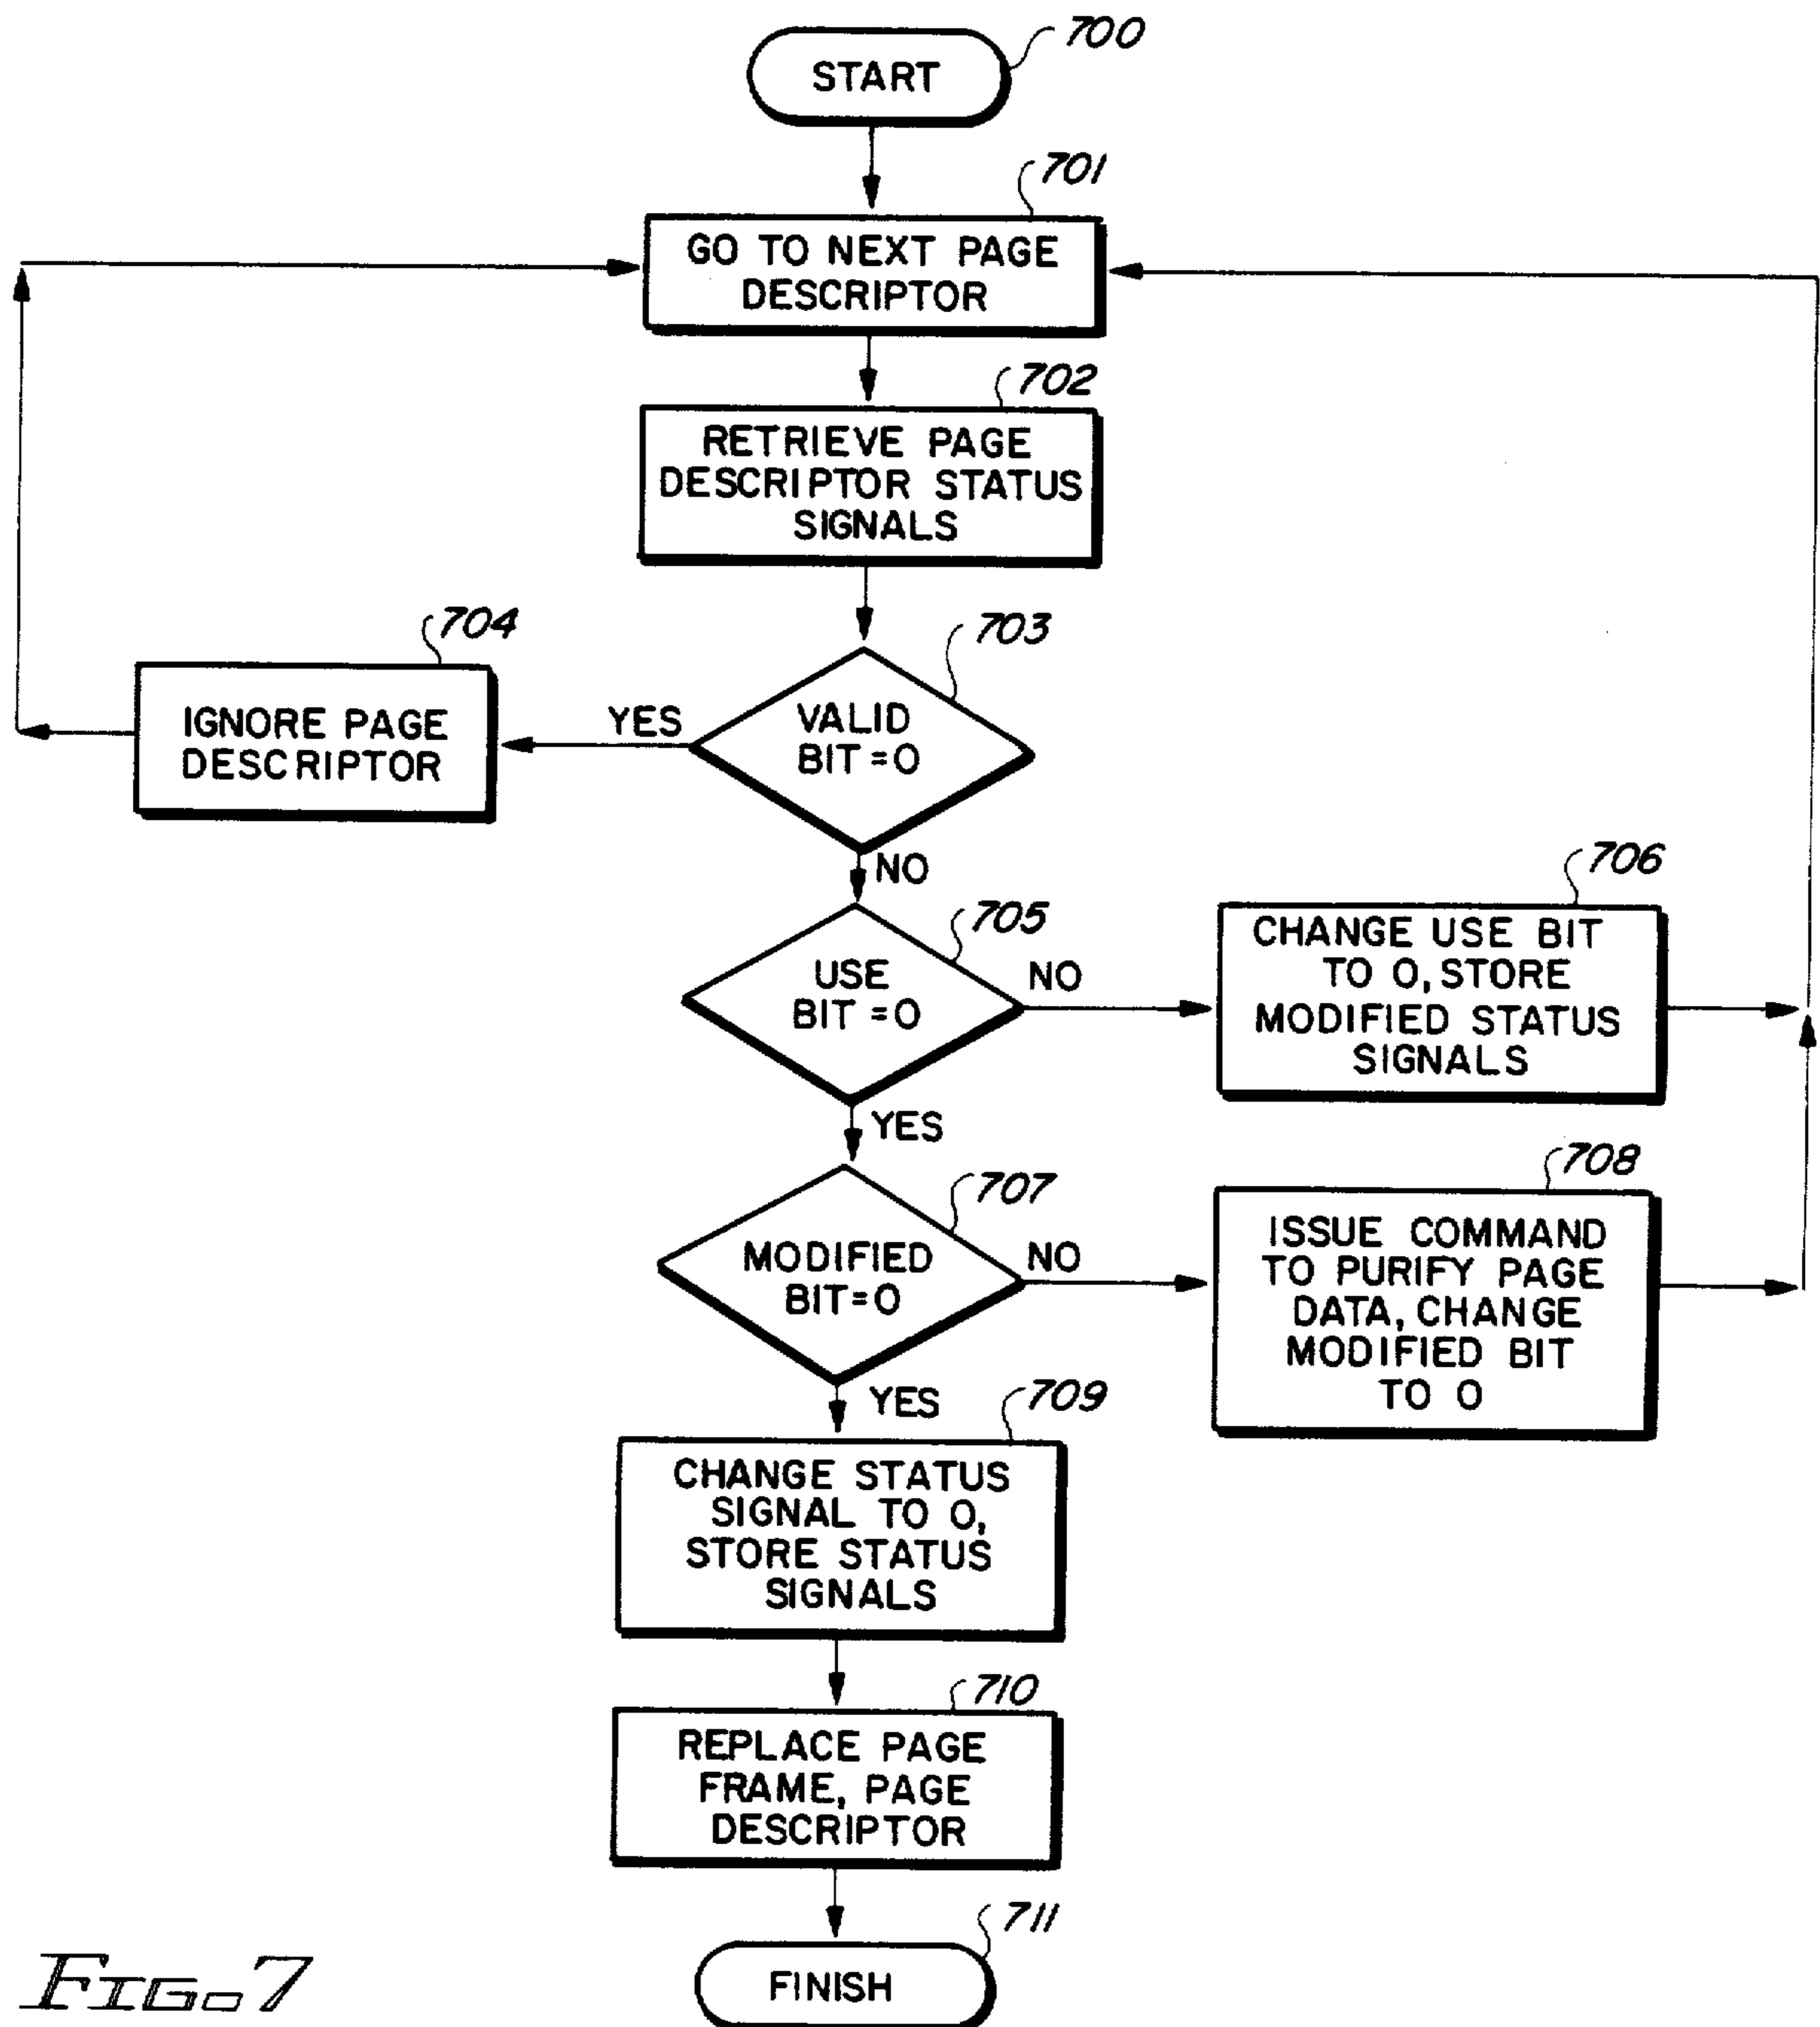 700
START
701
GO TO NEXT PAGE
DESCRIPTOR
702
RETRIEVE PAGE
DESCRIPTOR STATUS
SIGNALS
703
VALID
BIT = 0
YES
704
IGNORE PAGE
DESCRIPTOR
NO
705
USE
BIT = 0
NO
706
CHANGE USE BIT
TO 0, STORE
MODIFIED STATUS
SIGNALS
YES
707
MODIFIED
BIT = 0
NO
708
ISSUE COMMAND
TO PURIFY PAGE
DATA, CHANGE
MODIFIED BIT
TO 0
YES
709
CHANGE STATUS
SIGNAL TO 0,
STORE STATUS
SIGNALS
710
REPLACE PAGE
FRAME, PAGE
DESCRIPTOR
711
FINISH
FIG. 7